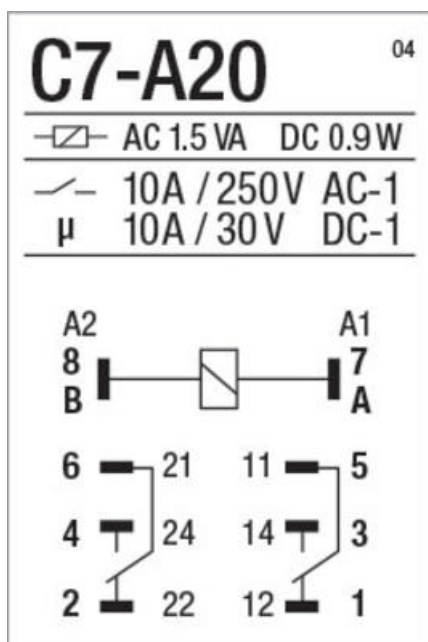 C7-A20 04
AC 1.5 VA DC 0.9 W
10A / 250V AC-1
µ 10A / 30V DC-1
A2 A1
8 7
B A
6 21 11 5
4 24 14 3
2 22 12 1